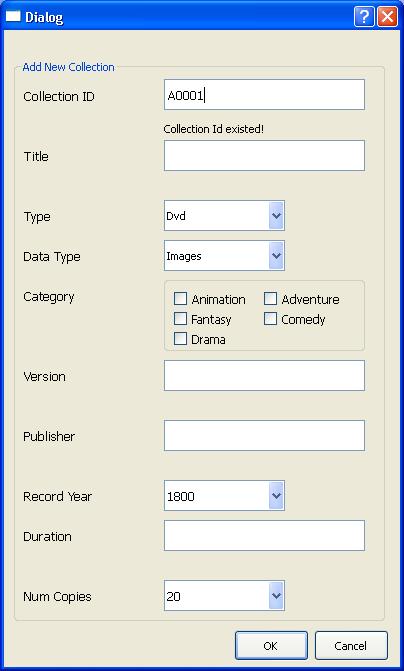 Dialog
Add New Collection
Collection ID A0001
Collection Id existed!
Title
Type Dvd
Data Type Images
Category Animation Adventure
Fantasy Comedy
Drama
Version
Publisher
Record Year 1800
Duration
Num Copies 20
OK Cancel